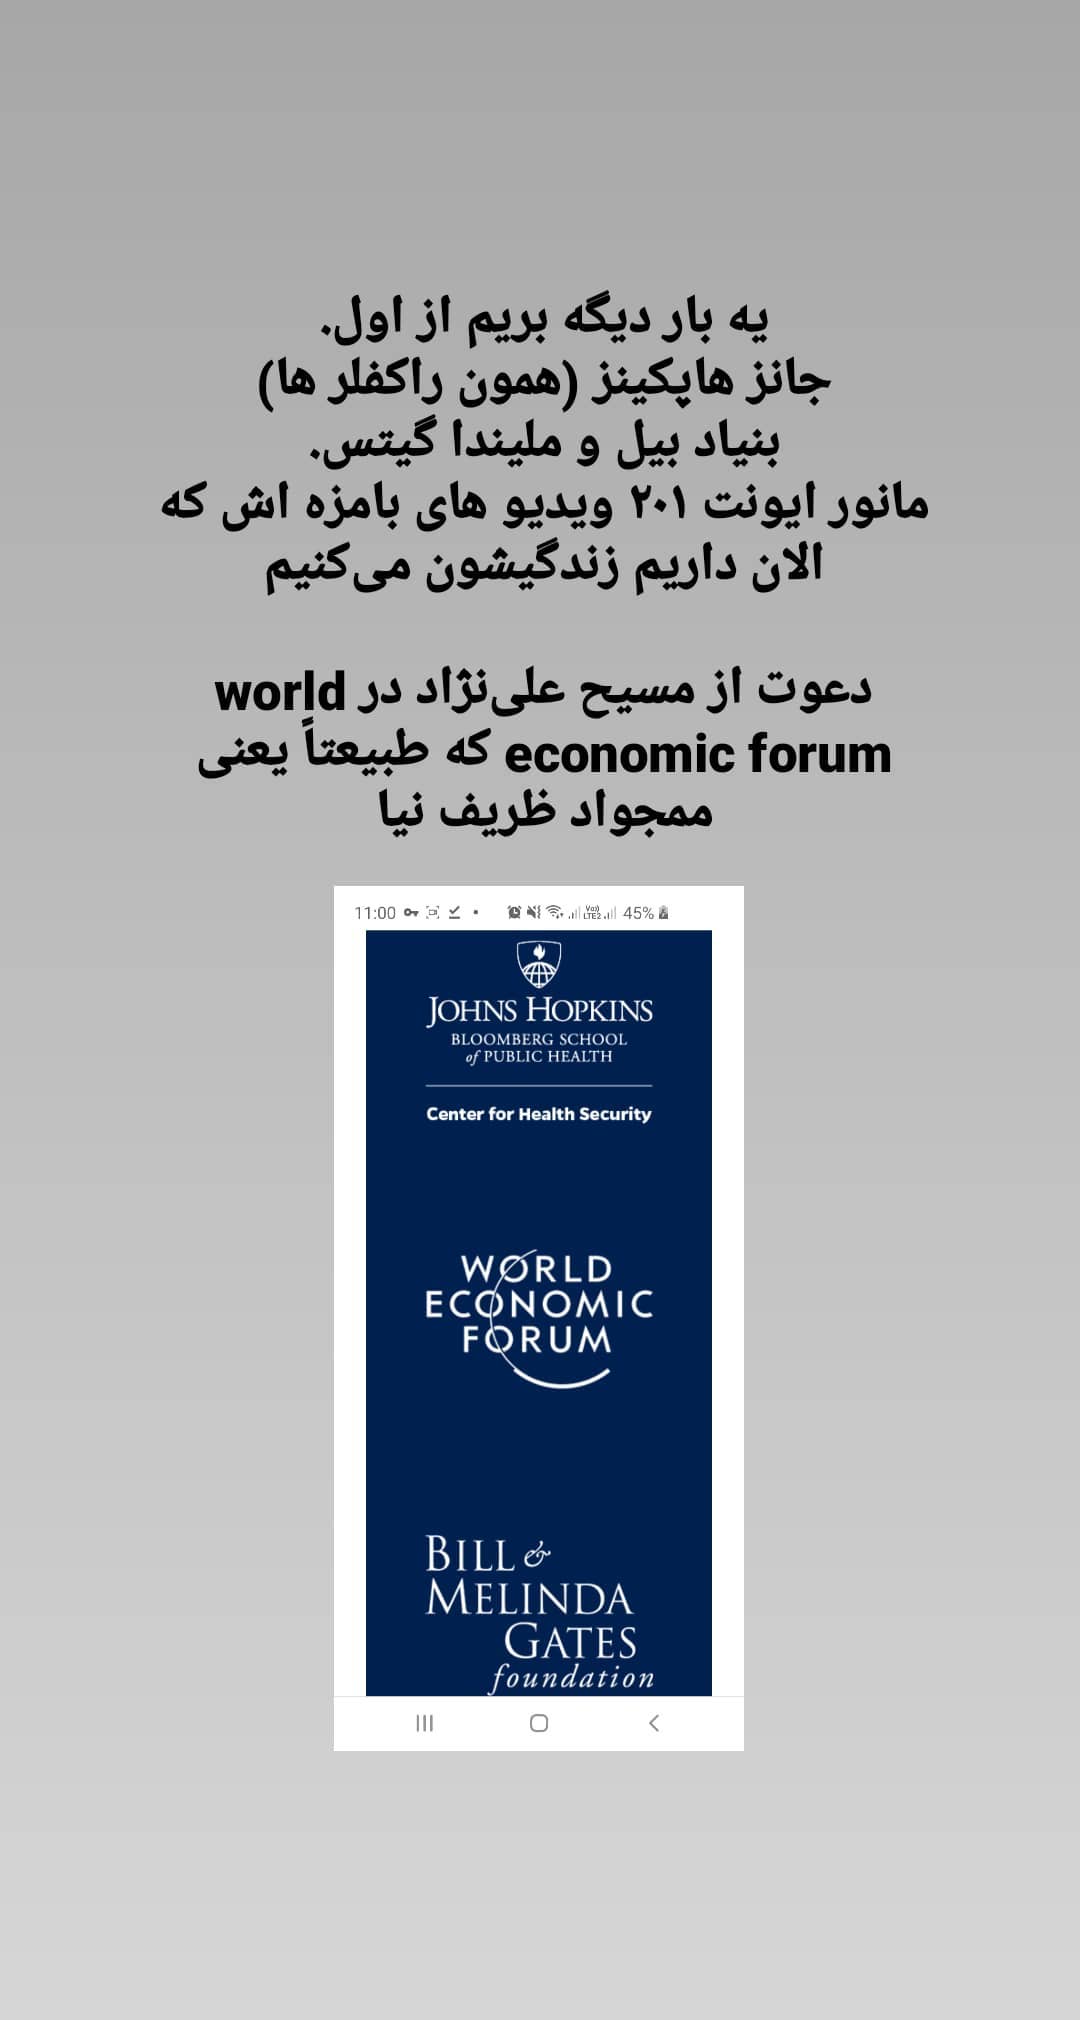 یه بار دیگه بریم از اول.
جانز هاپکینز (همون راکفلر ها)
بنیاد بیل و ملیندا گیتس.
مانور ایونت ۲۰۱ ویدیو های بامزه اش که
الان داریم زندگیشون می‌کنیم
دعوت از مسیح علی‌نژاد در world
economic forum که طبیعتاً یعنی
ممجواد ظریف نیا
11:00 45%
JOHNS HOPKINS
BLOOMBERG SCHOOL
of PUBLIC HEALTH
Center for Health Security
WORLD
ECONOMIC
FORUM
BILL &
MELINDA
GATES
foundation